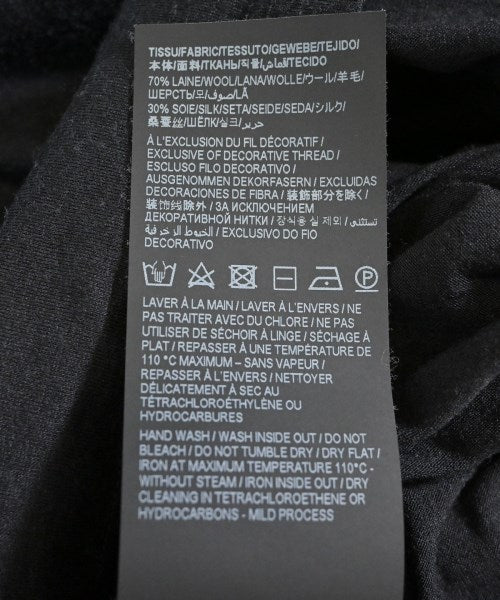 TISSU/FABRIC/TESSUTO/GEWEBE/TEJIDO/
本体/面料/ТКАНЬ/직물/قماش/TECIDO
70% LAINE/WOOL/LANA/WOLLE/ウール/羊毛/
ШЕРСТЬ/모/صوف/LÃ
30% SOIE/SILK/SETA/SEIDE/SEDA/シルク/
桑蚕丝/ШЁЛК/실크/حرير
À L'EXCLUSION DU FIL DÉCORATIF /
EXCLUSIVE OF DECORATIVE THREAD /
ESCLUSO FILO DECORATIVO /
AUSGENOMMEN DEKORFASERN / EXCLUIDAS
DECORACIONES DE FIBRA / 装飾部分を除く /
装饰线除外 / ЗА ИСКЛЮЧЕНИЕМ
ДЕКОРАТИВНОЙ НИТКИ / 장식용 실 제외 / تستثنى
الخيوط الزخرفية / EXCLUSIVO DO FIO
DECORATIVO
LAVER À LA MAIN / LAVER À L'ENVERS / NE
PAS TRAITER AVEC DU CHLORE / NE PAS
UTILISER DE SÉCHOIR À LINGE / SÉCHAGE À
PLAT / REPASSER À UNE TEMPÉRATURE DE
110 °C MAXIMUM – SANS VAPEUR /
REPASSER À L'ENVERS / NETTOYER
DÉLICATEMENT À SEC AU
TÉTRACHLOROÉTHYLÈNE OU
HYDROCARBURES
HAND WASH / WASH INSIDE OUT / DO NOT
BLEACH / DO NOT TUMBLE DRY / DRY FLAT /
IRON AT MAXIMUM TEMPERATURE 110°C -
WITHOUT STEAM / IRON INSIDE OUT / DRY
CLEANING IN TETRACHLOROETHENE OR
HYDROCARBONS - MILD PROCESS